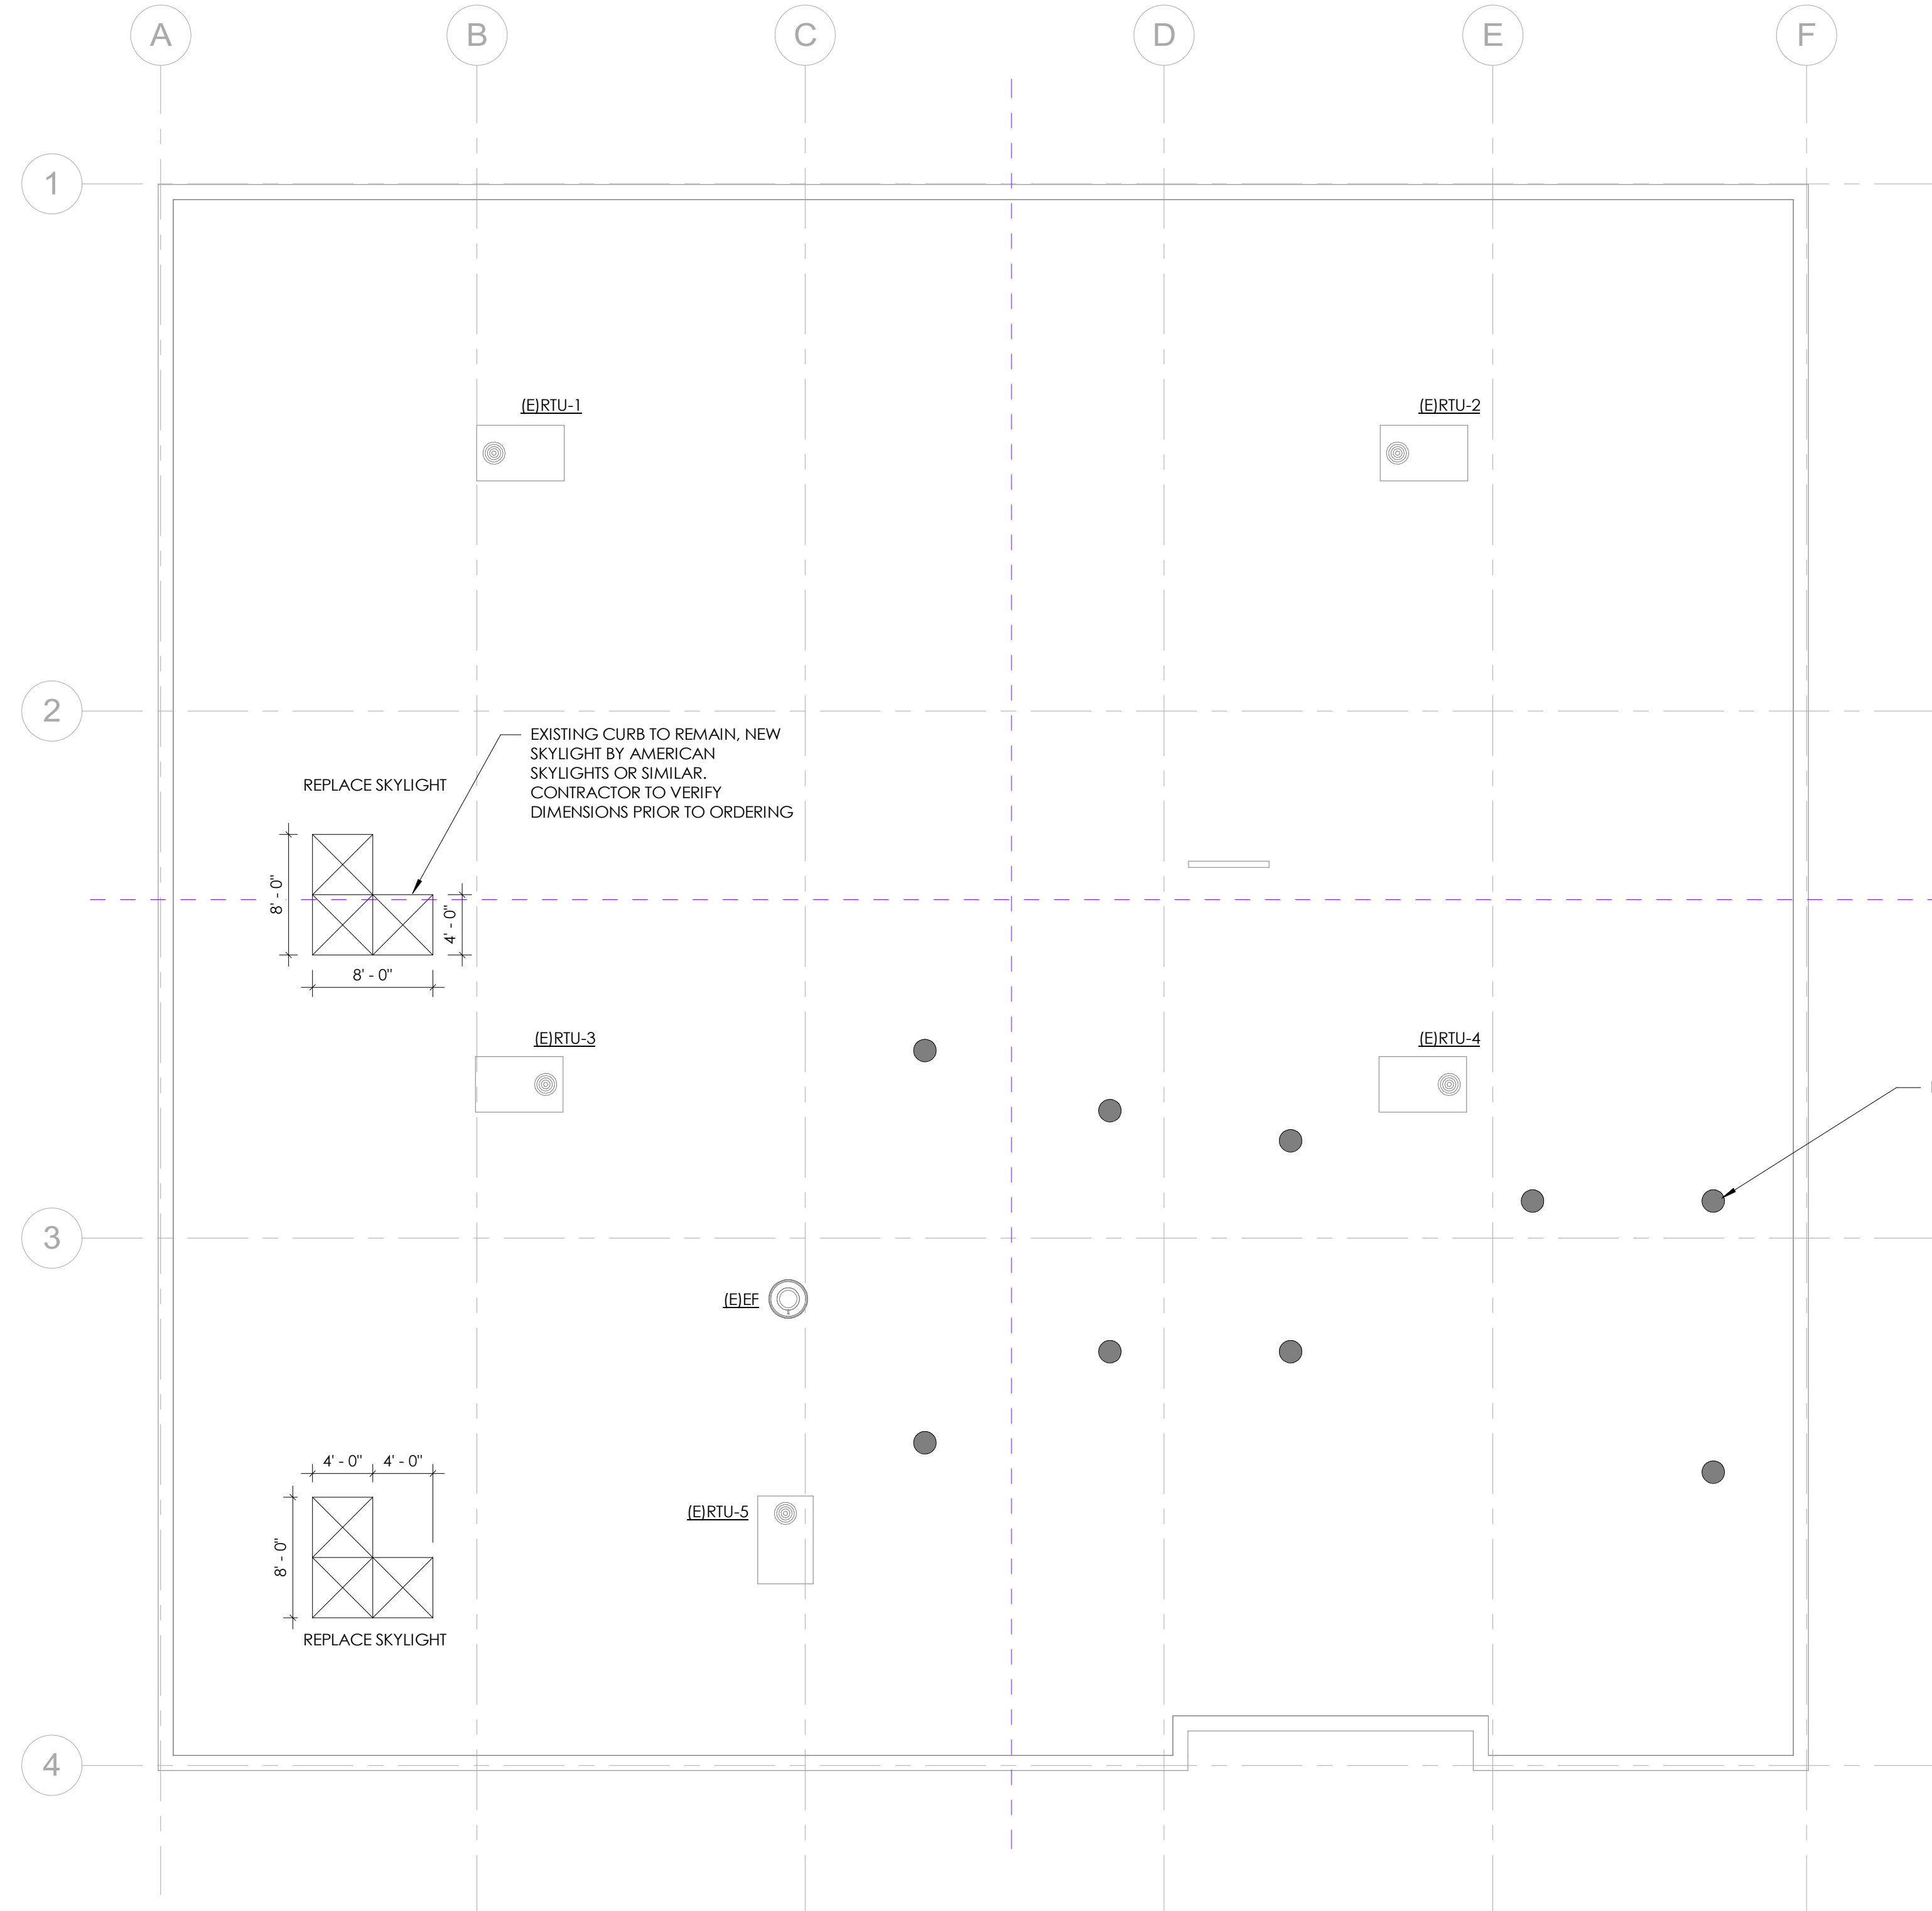 A B C D E F
1
(E)RTU-1 (E)RTU-2
2
EXISTING CURB TO REMAIN, NEW
SKYLIGHT BY AMERICAN
SKYLIGHTS OR SIMILAR.
CONTRACTOR TO VERIFY
DIMENSIONS PRIOR TO ORDERING
REPLACE SKYLIGHT
8' - 0"
4' - 0"
8' - 0"
(E)RTU-3 (E)RTU-4
3
(E)EF
4' - 0" 4' - 0"
8' - 0"
(E)RTU-5
REPLACE SKYLIGHT
4